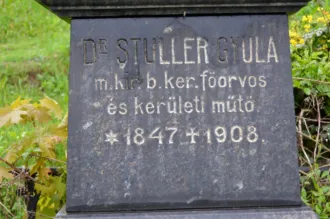 Dr STULLER GYULA
m. kir. b. ker. főorvos
és kerületi műtő
*1847 ✝ 1908.